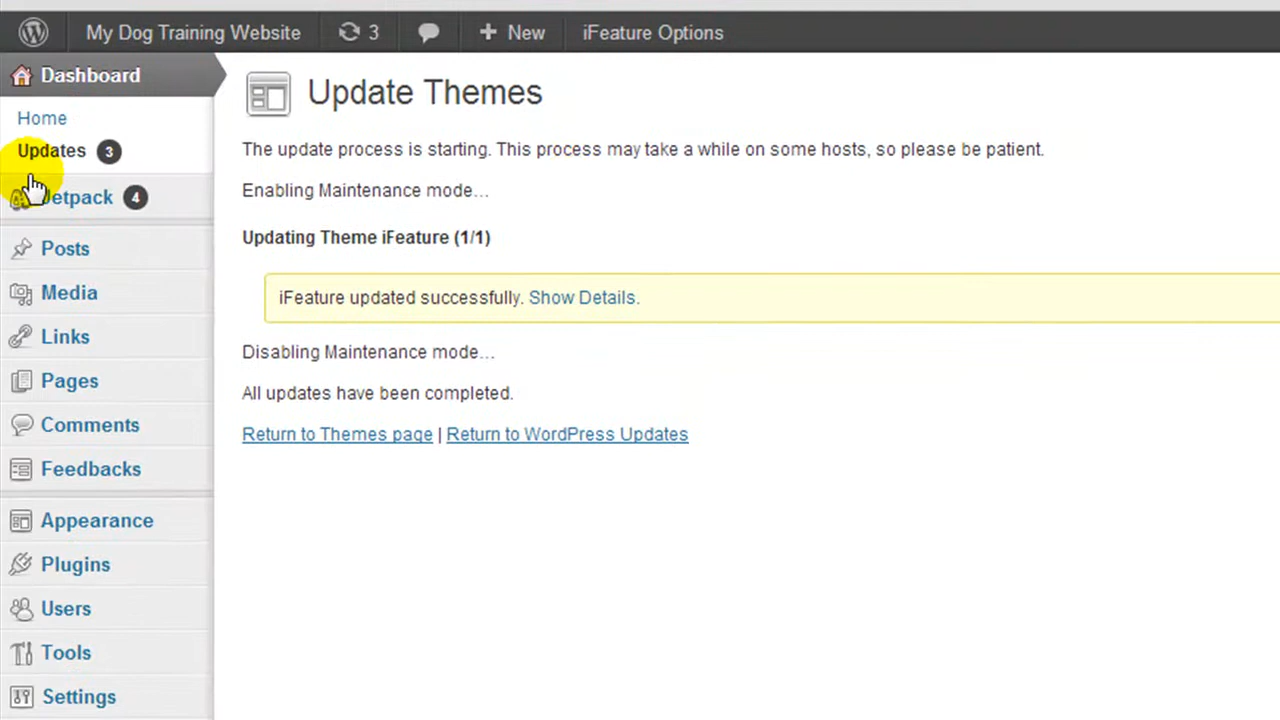 My Dog Training Website 3 New iFeature Options
Dashboard
Home
Updates 3
Jetpack 4
Posts
Media
Links
Pages
Comments
Feedbacks
Appearance
Plugins
Users
Tools
Settings
Update Themes
The update process is starting. This process may take a while on some hosts, so please be patient.
Enabling Maintenance mode…
Updating Theme iFeature (1/1)
iFeature updated successfully. Show Details.
Disabling Maintenance mode…
All updates have been completed.
Return to Themes page | Return to WordPress Updates